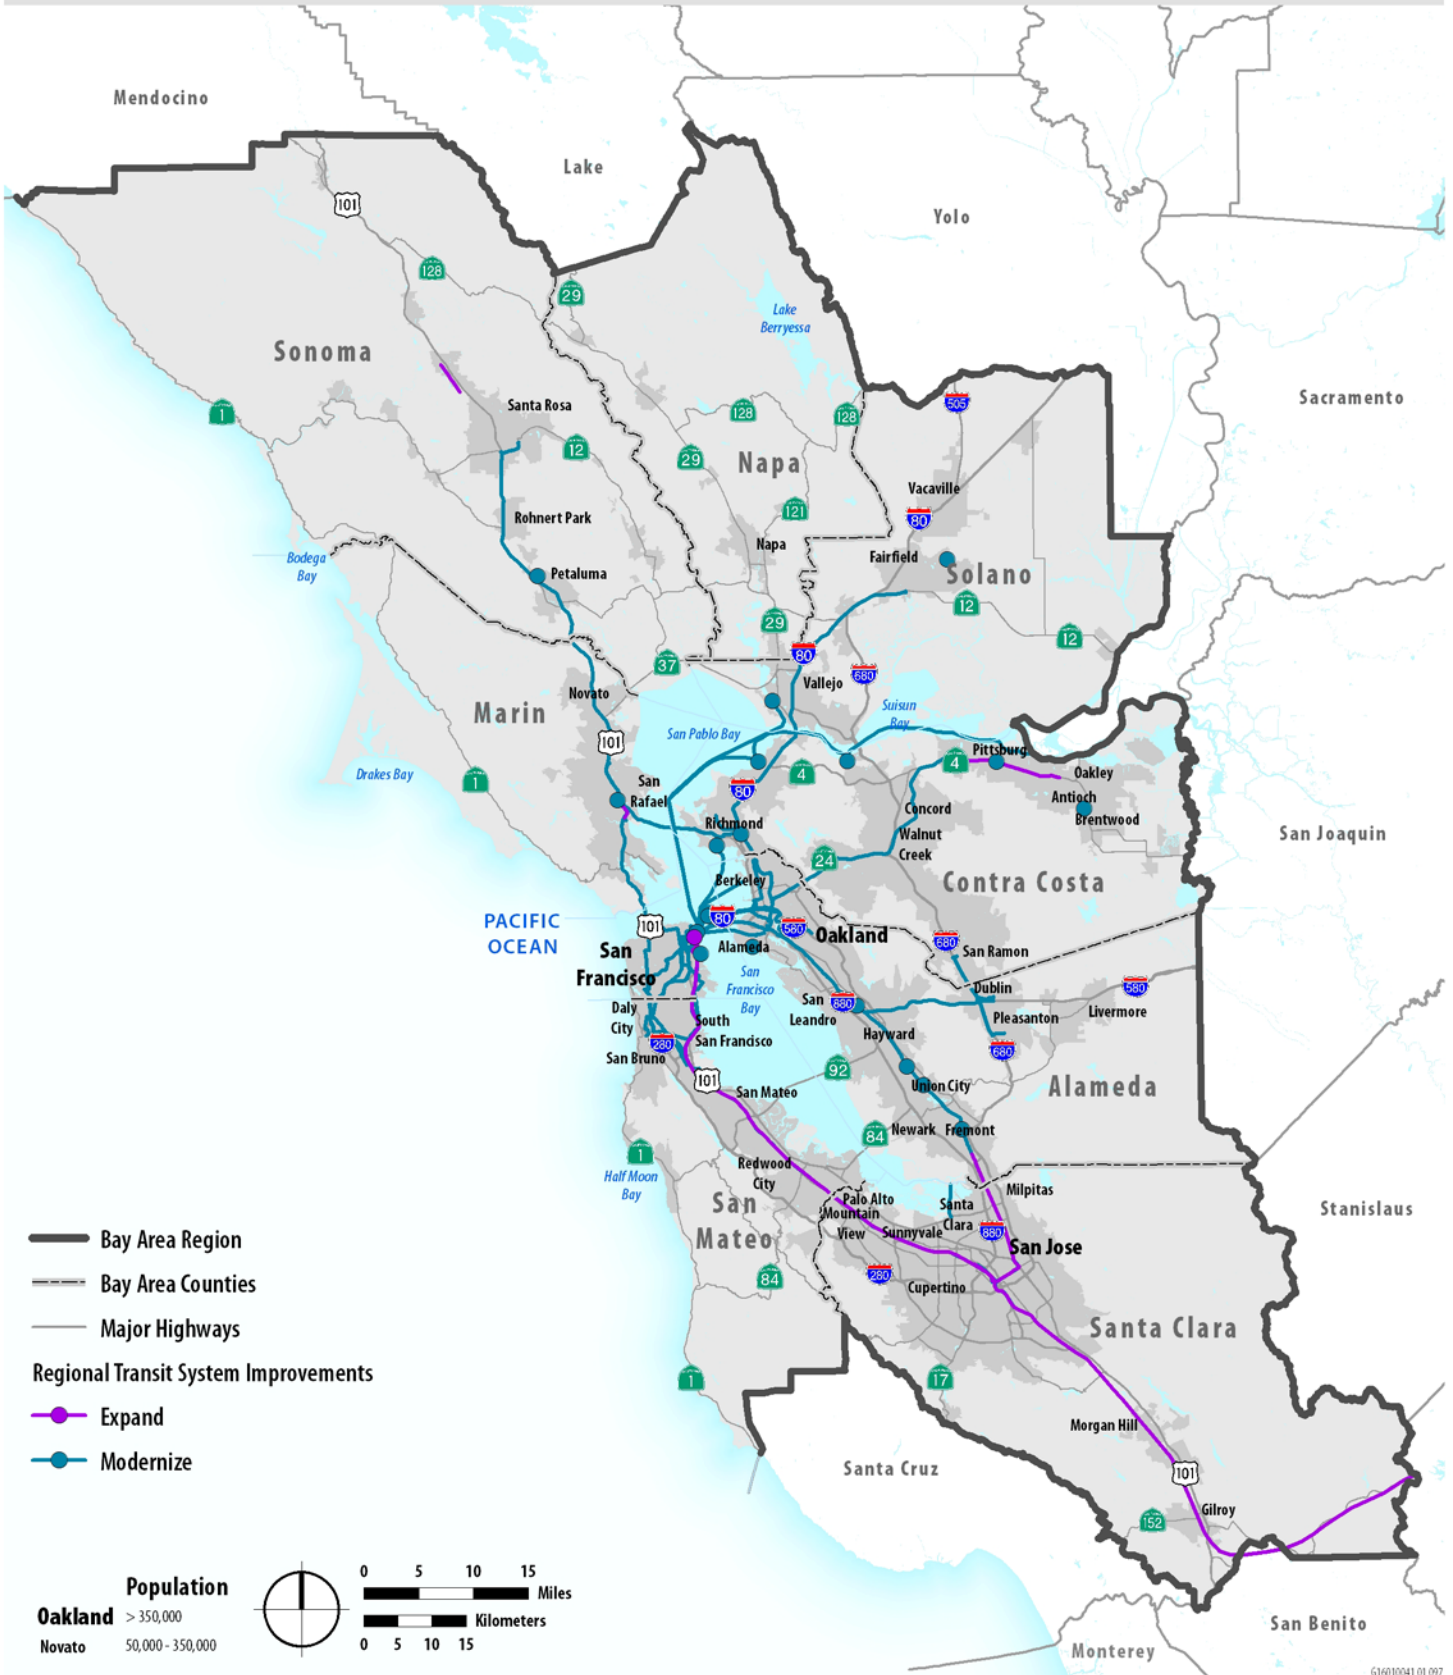 Mendocino
Lake
Yolo
101
128
29
Lake
Berryessa
Sonoma
Sacramento
1
Santa Rosa
505
128
128
12
29
Napa
Vacaville
121
80
Rohnert Park
Napa
Fairfield
Bodega
Bay
Petaluma
Solano
12
29
12
37
80
680
Vallejo
Novato
Marin
Suisun
Bay
San Pablo Bay
101
Pittsburg
4
Oakley
Drakes Bay
1
San
Rafael
4
80
Antioch
Concord
Brentwood
Richmond
Walnut
Creek
San Joaquin
24
Berkeley
Contra Costa
PACIFIC
OCEAN
101
80
580
Oakland
San
Francisco
Alameda
680
San Ramon
San
Francisco
Bay
Dublin
580
Daly
City
San
Leandro
880
Livermore
South
San Francisco
Pleasanton
Hayward
280
San Bruno
680
101
92
San Mateo
Union City
Alameda
84
Newark
Fremont
1
Half Moon
Bay
Redwood
City
Milpitas
San
Mateo
Palo Alto
Mountain
View
Santa
Clara
Stanislaus
Sunnyvale
880
San Jose
84
280
Cupertino
Santa Clara
1
17
Morgan Hill
Santa Cruz
101
Gilroy
152
San Benito
Monterey
Bay Area Region
Bay Area Counties
Major Highways
Regional Transit System Improvements
Expand
Modernize
Population
Oakland > 350,000
Novato 50,000 - 350,000
0 5 10 15
Miles
Kilometers
0 5 10 15